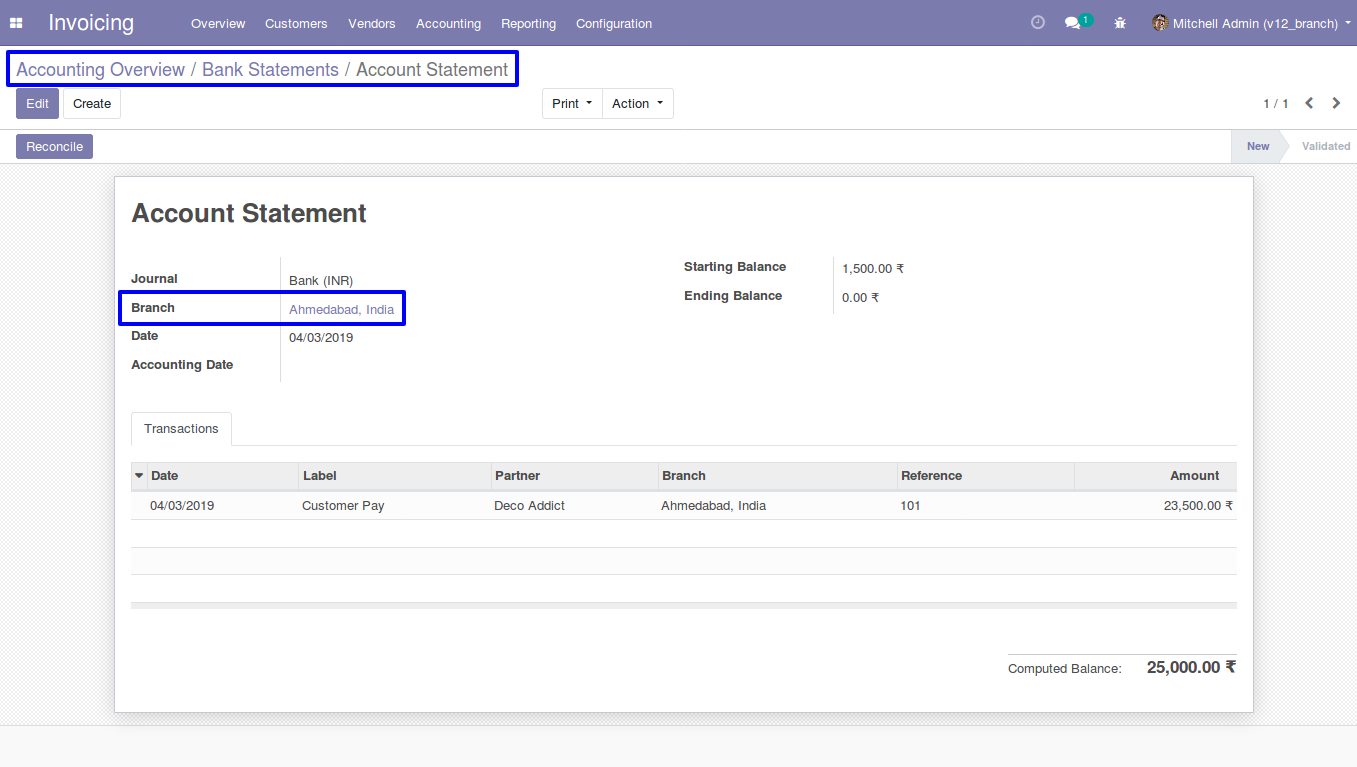 Invoicing Overview Customers Vendors Accounting Reporting Configuration 1 Mitchell Admin (v12_branch)
Accounting Overview / Bank Statements / Account Statement
Edit Create Print Action 1 / 1
Reconcile New Validated
Account Statement
Journal Bank (INR) Starting Balance 1,500.00 ₹
Branch Ahmedabad, India Ending Balance 0.00 ₹
Date 04/03/2019
Accounting Date
Transactions
Date Label Partner Branch Reference Amount
04/03/2019 Customer Pay Deco Addict Ahmedabad, India 101 23,500.00 ₹
Computed Balance: 25,000.00 ₹